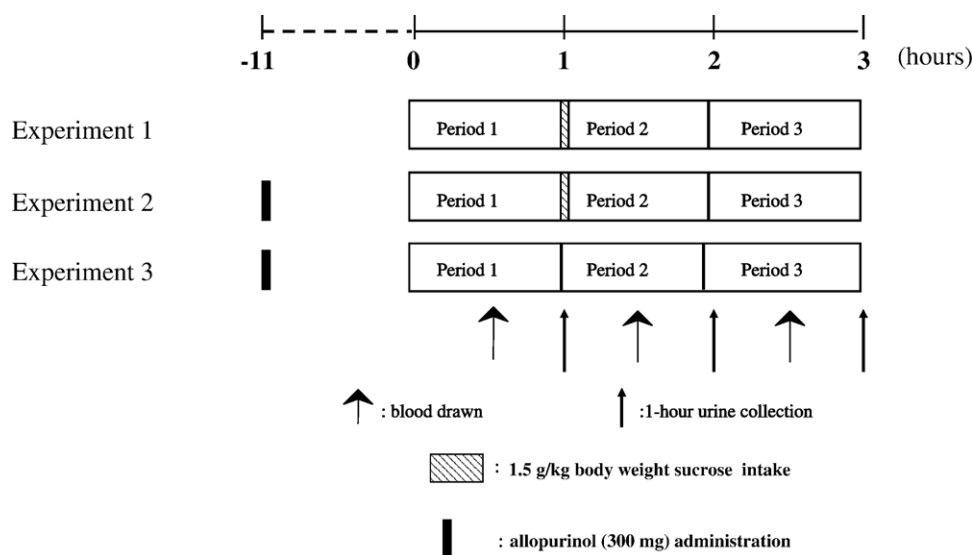 -11 0 1 2 3 (hours)
Experiment 1 Period 1 Period 2 Period 3
Experiment 2 Period 1 Period 2 Period 3
Experiment 3 Period 1 Period 2 Period 3
: blood drawn :1-hour urine collection
: 1.5 g/kg body weight sucrose intake
: allopurinol (300 mg) administration